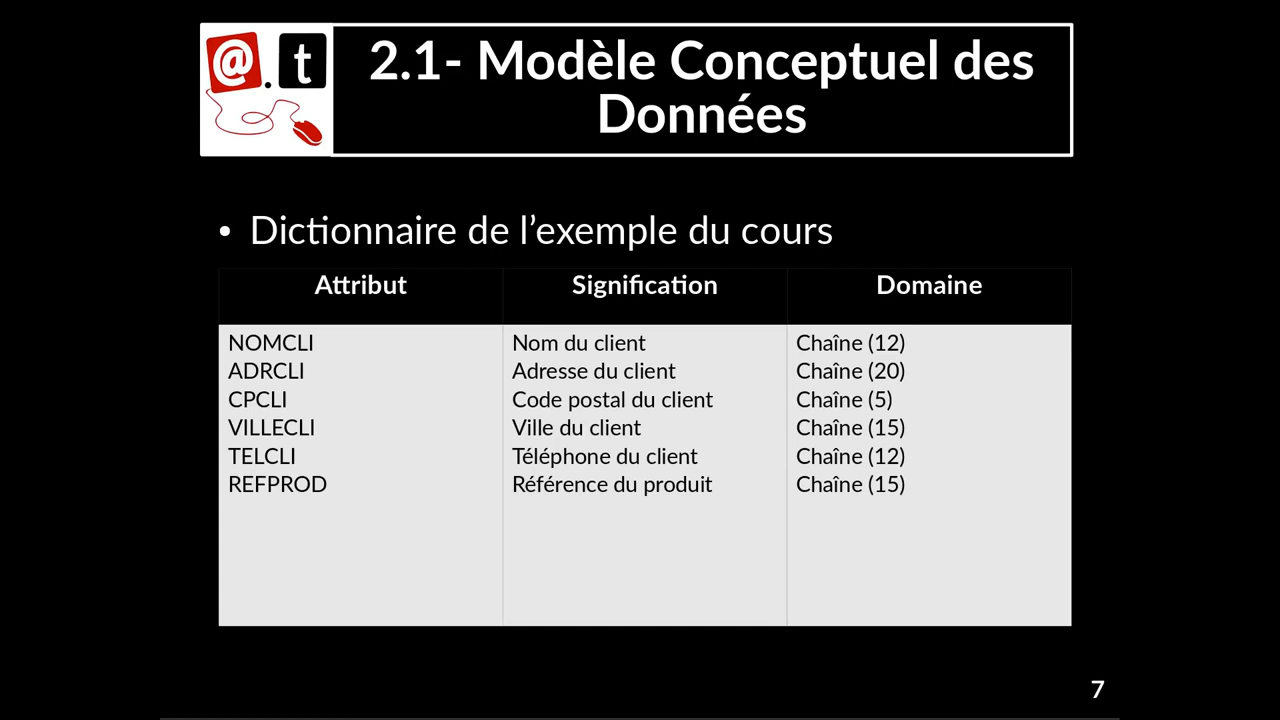 @.t
2.1- Modèle Conceptuel des
Données
• Dictionnaire de l’exemple du cours
Attribut Signification Domaine
NOMCLI Nom du client Chaîne (12)
ADRCLI Adresse du client Chaîne (20)
CPCLI Code postal du client Chaîne (5)
VILLECLI Ville du client Chaîne (15)
TELCLI Téléphone du client Chaîne (12)
REFPROD Référence du produit Chaîne (15)
7